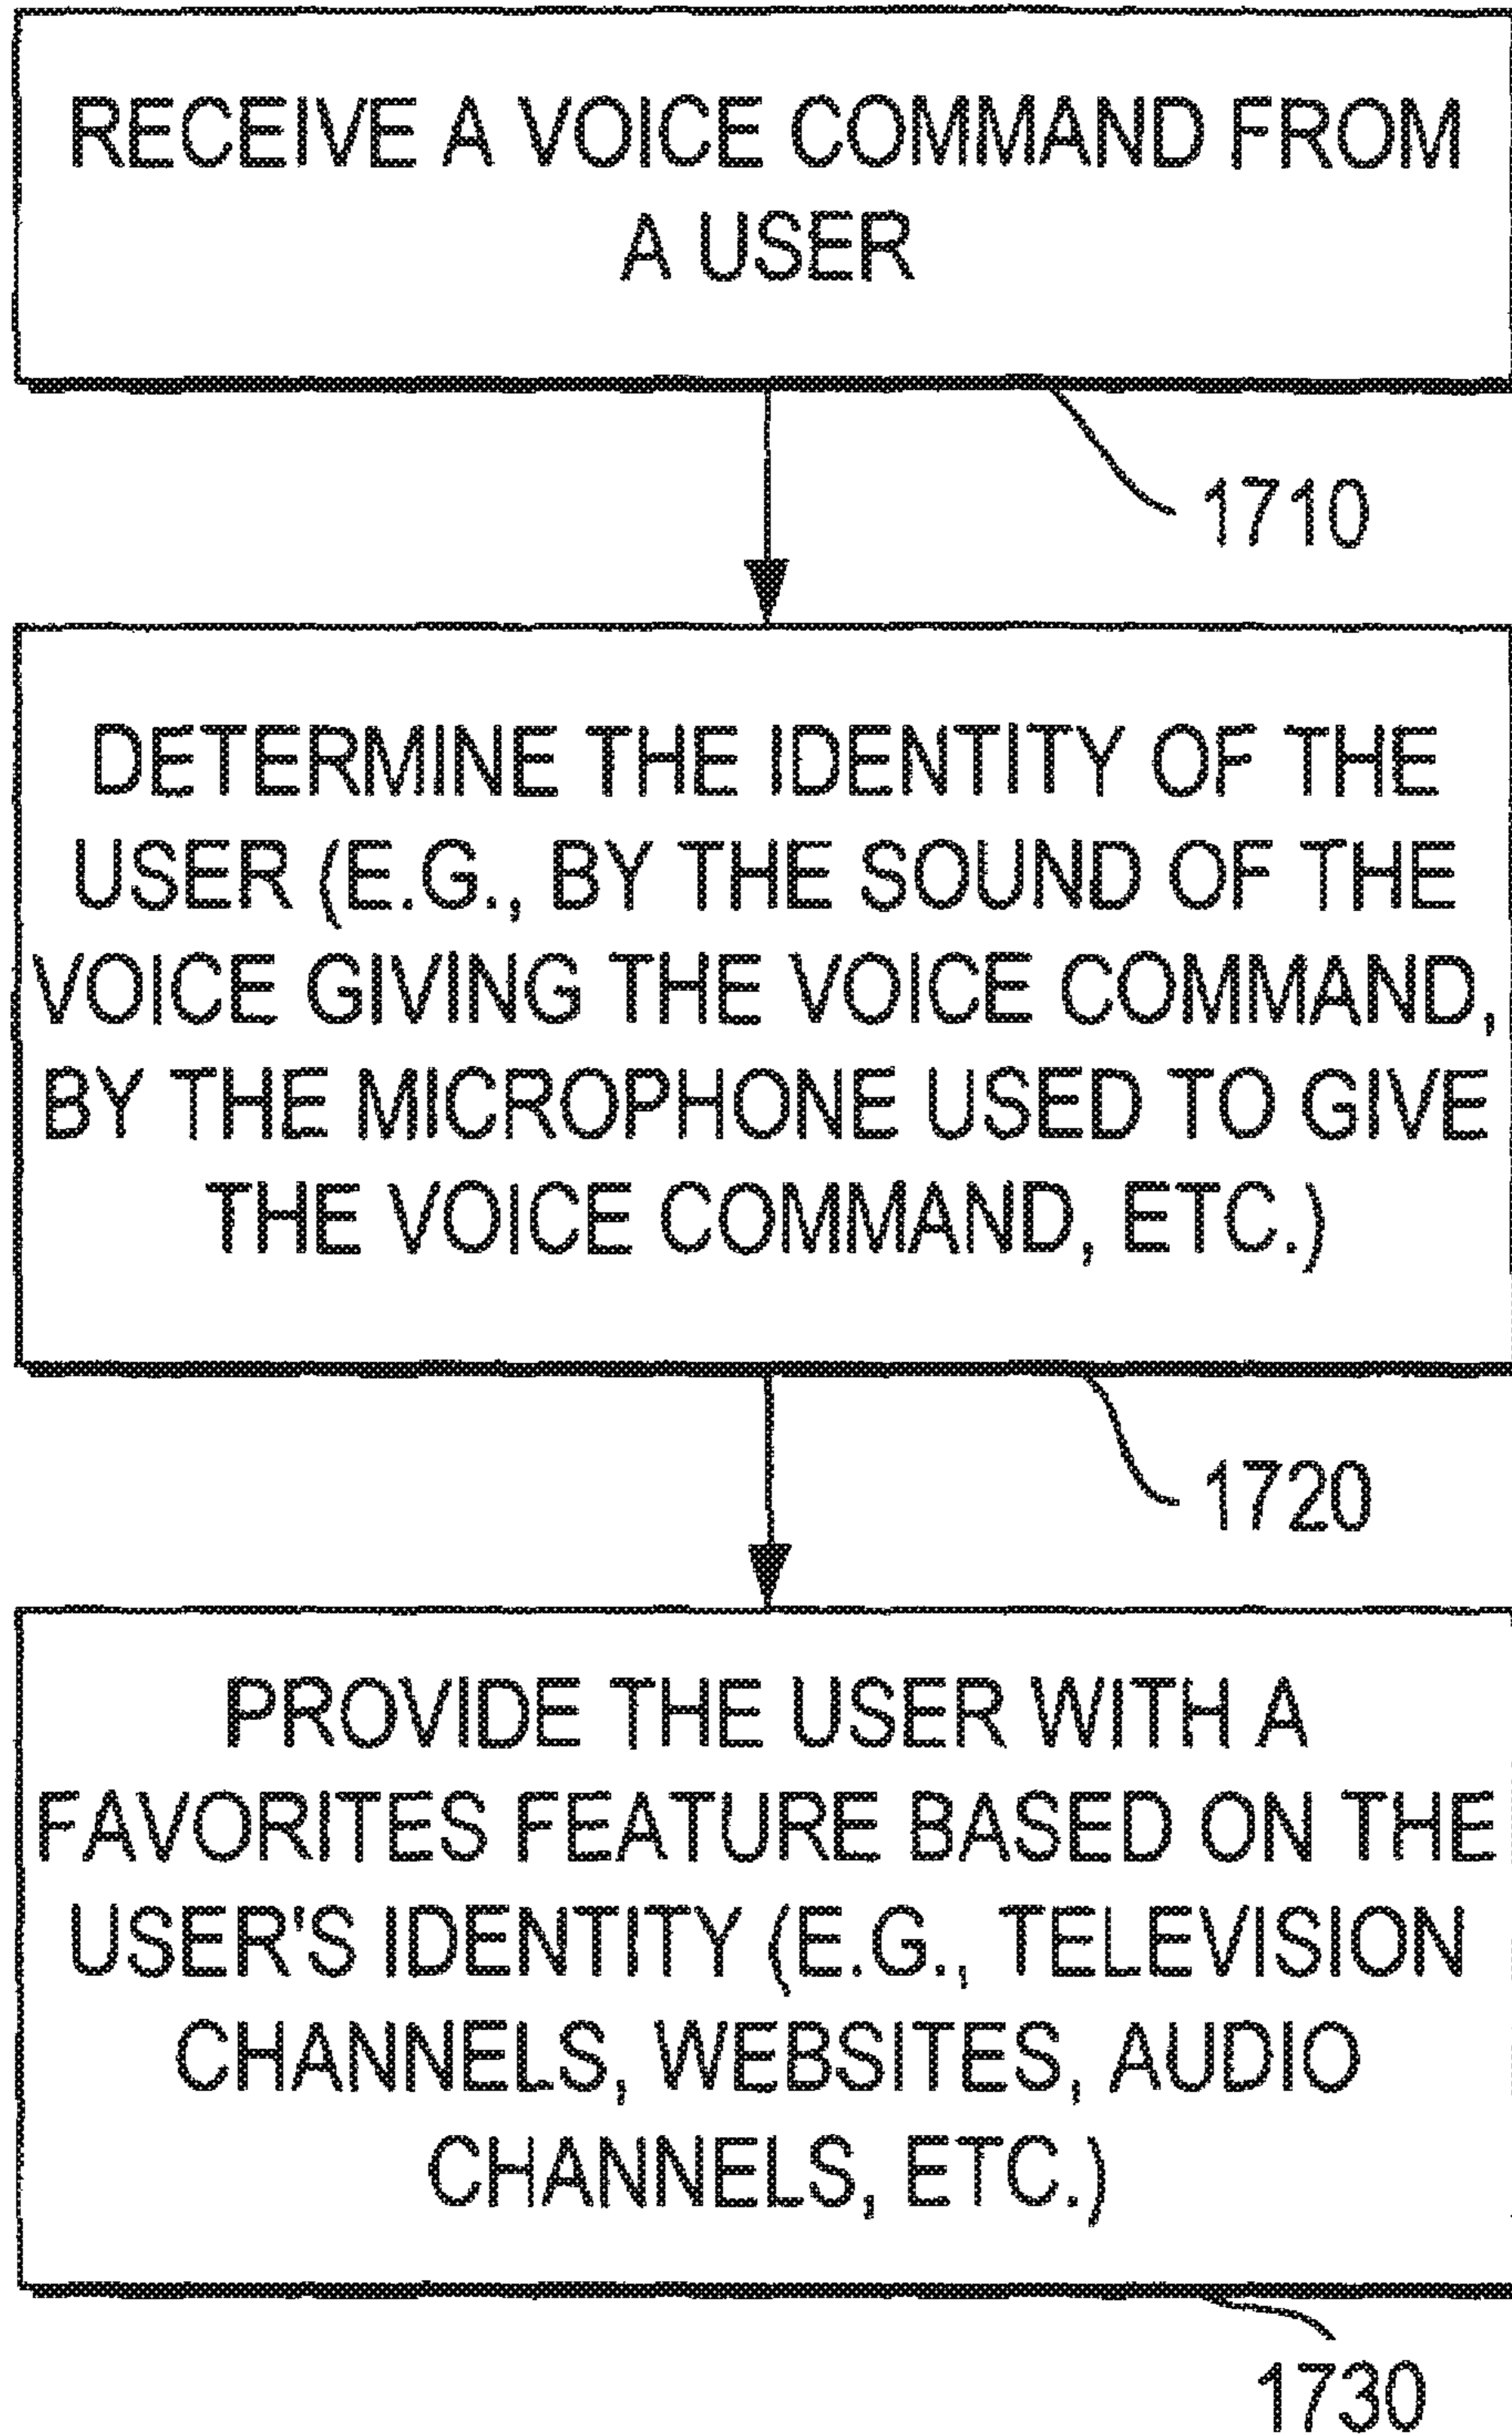 RECEIVE A VOICE COMMAND FROM
A USER
1710
DETERMINE THE IDENTITY OF THE
USER (E.G., BY THE SOUND OF THE
VOICE GIVING THE VOICE COMMAND,
BY THE MICROPHONE USED TO GIVE
THE VOICE COMMAND, ETC.)
1720
PROVIDE THE USER WITH A
FAVORITES FEATURE BASED ON THE
USER'S IDENTITY (E.G., TELEVISION
CHANNELS, WEBSITES, AUDIO
CHANNELS, ETC.)
1730